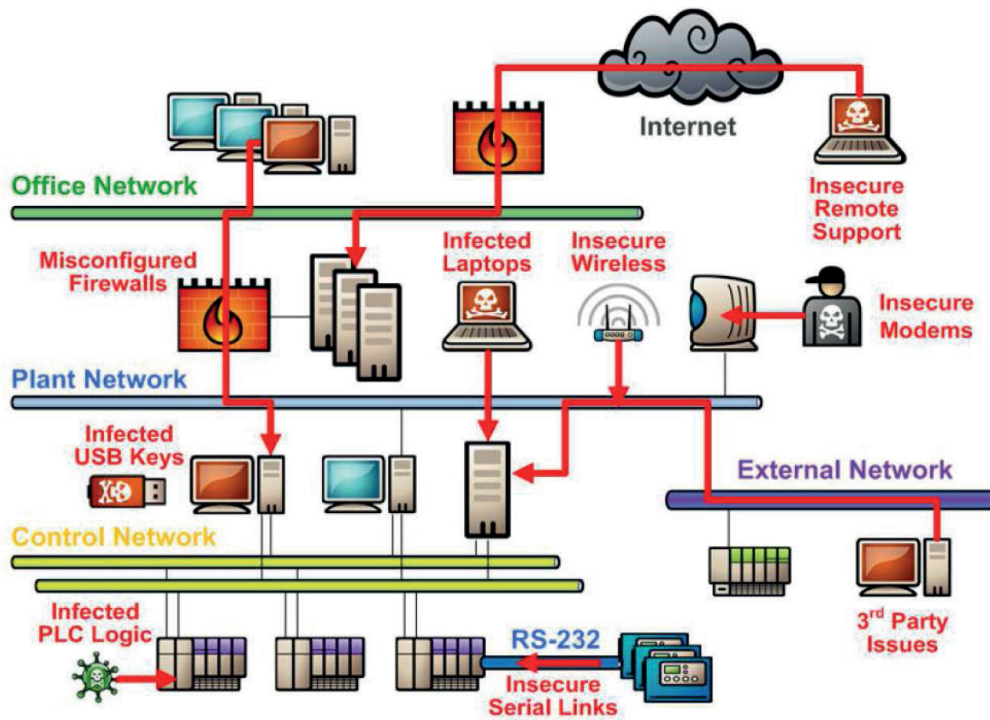 Internet
Office Network
Insecure
Remote
Support
Misconfigured
Firewalls
Infected
Laptops
Insecure
Wireless
Insecure
Modems
Plant Network
Infected
USB Keys
External Network
Control Network
Infected
PLC Logic
RS-232
Insecure
Serial Links
3rd Party
Issues